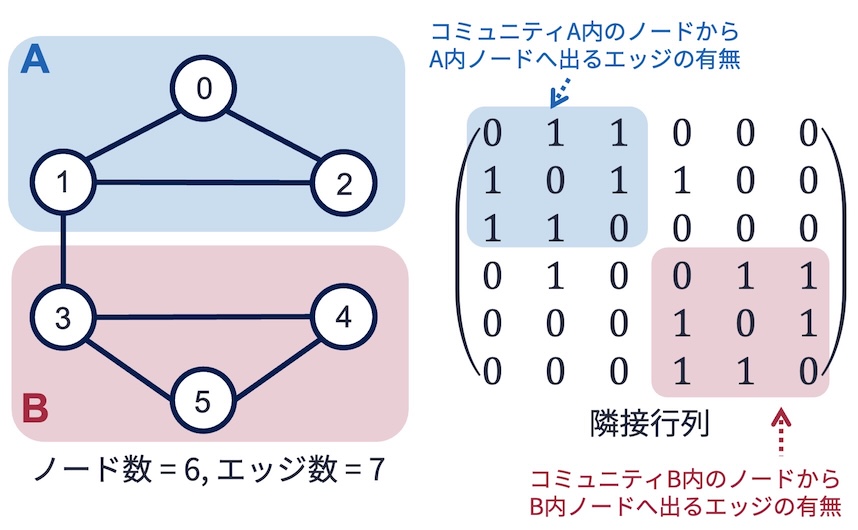 A
0
1
2
3
4
5
B
ノード数 = 6, エッジ数 = 7
コミュニティA内のノードから
A内ノードへ出るエッジの有無
0 1 1 0 0 0
1 0 1 1 0 0
1 1 0 0 0 0
0 1 0 0 1 1
0 0 0 1 0 1
0 0 0 1 1 0
隣接行列
コミュニティB内のノードから
B内ノードへ出るエッジの有無